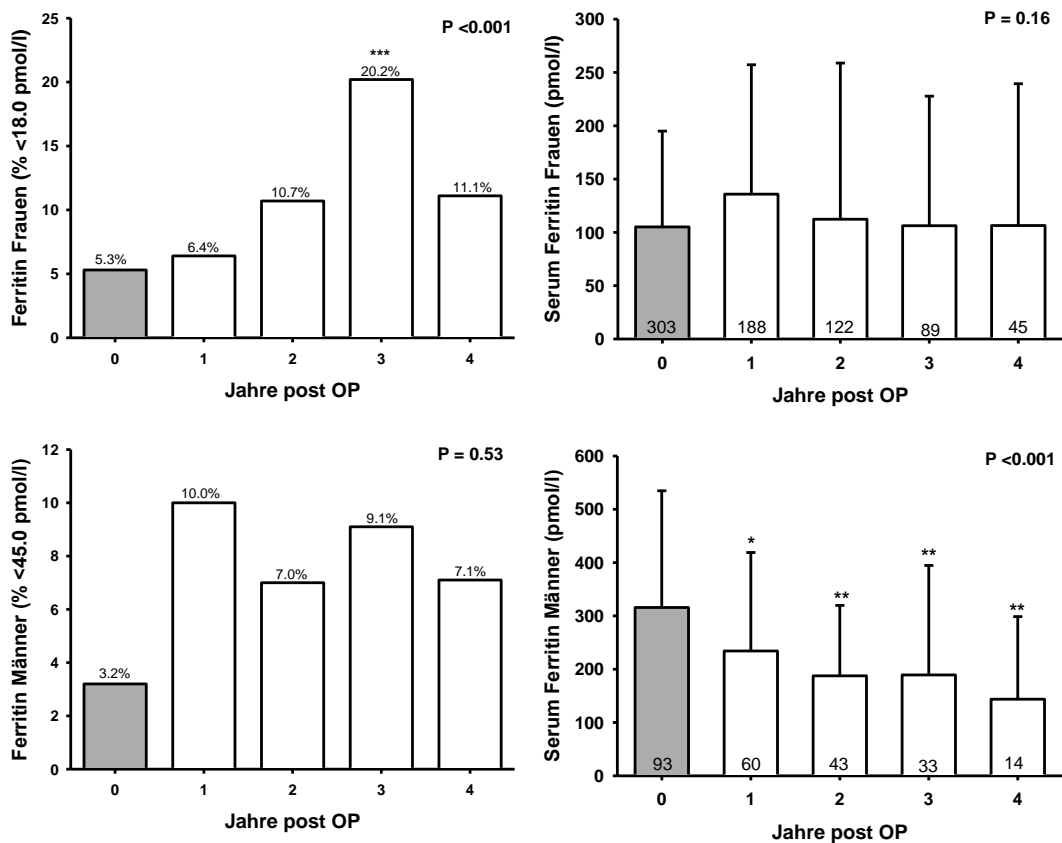 P <0.001
Ferritin Frauen (% <18.0 pmol/l)
25
20
15
10
5
0
5.3%
6.4%
10.7%
***
20.2%
11.1%
0 1 2 3 4
Jahre post OP
P = 0.16
Serum Ferritin Frauen (pmol/l)
300
250
200
150
100
50
0
303 188 122 89 45
0 1 2 3 4
Jahre post OP
P = 0.53
Ferritin Männer (% <45.0 pmol/l)
12
10
8
6
4
2
0
3.2%
10.0%
7.0%
9.1%
7.1%
0 1 2 3 4
Jahre post OP
P <0.001
Serum Ferritin Männer (pmol/l)
600
500
400
300
200
100
0
* ** ** **
93 60 43 33 14
0 1 2 3 4
Jahre post OP